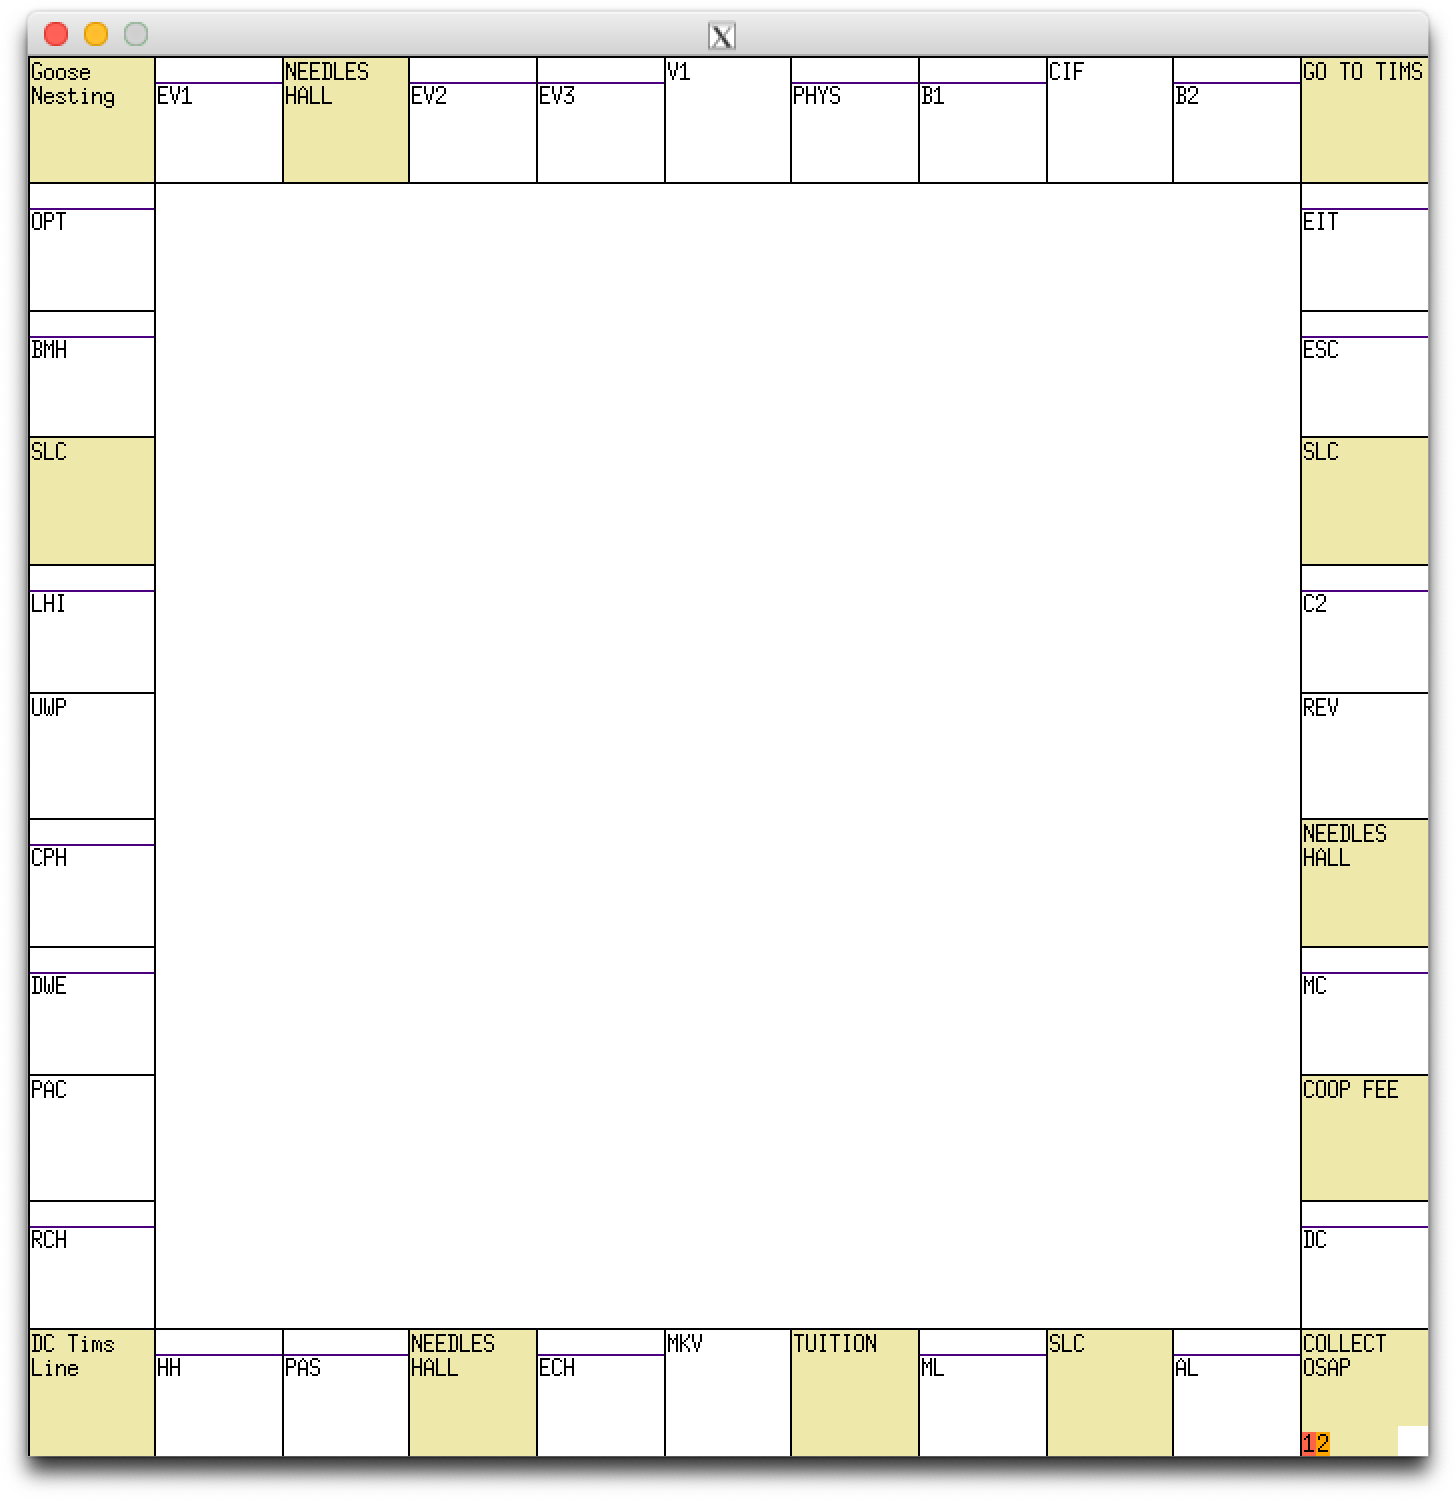 X
Goose
Nesting
EV1
NEEDLES
HALL
EV2
EV3
V1
PHYS
B1
CIF
B2
GO TO TIMS
OPT
EIT
BMH
ESC
SLC
SLC
LHI
C2
UWP
REV
CPH
NEEDLES
HALL
DWE
MC
PAC
COOP FEE
RCH
DC
DC Tims
Line
HH
PAS
NEEDLES
HALL
ECH
MKV
TUITION
ML
SLC
AL
COLLECT
OSAP
12